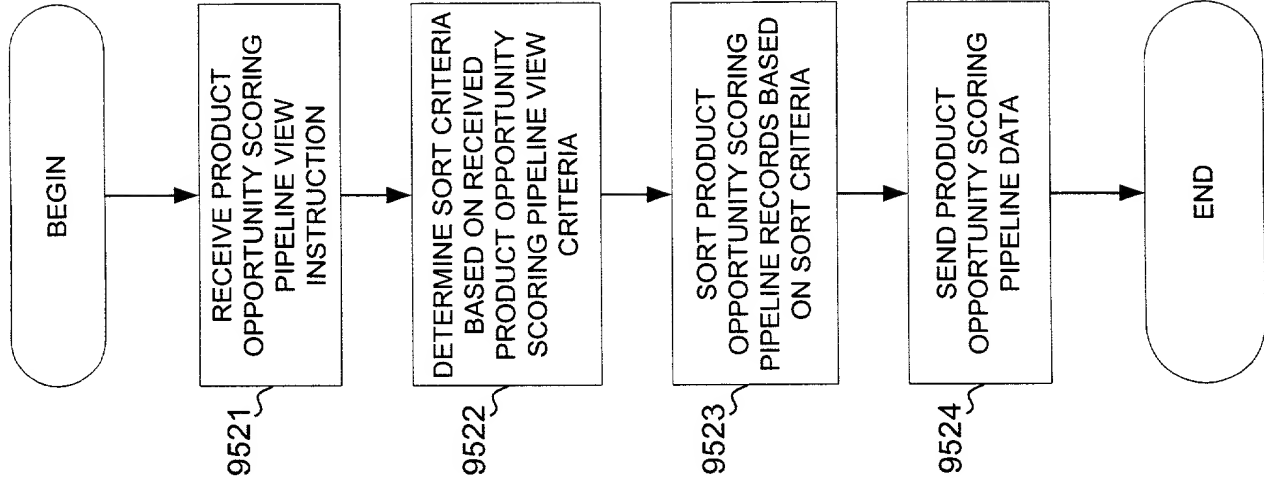 BEGIN
9521
RECEIVE PRODUCT
OPPORTUNITY SCORING
PIPELINE VIEW
INSTRUCTION
9522
DETERMINE SORT CRITERIA
BASED ON RECEIVED
PRODUCT OPPORTUNITY
SCORING PIPELINE VIEW
CRITERIA
9523
SORT PRODUCT
OPPORTUNITY SCORING
PIPELINE RECORDS BASED
ON SORT CRITERIA
9524
SEND PRODUCT
OPPORTUNITY SCORING
PIPELINE DATA
END